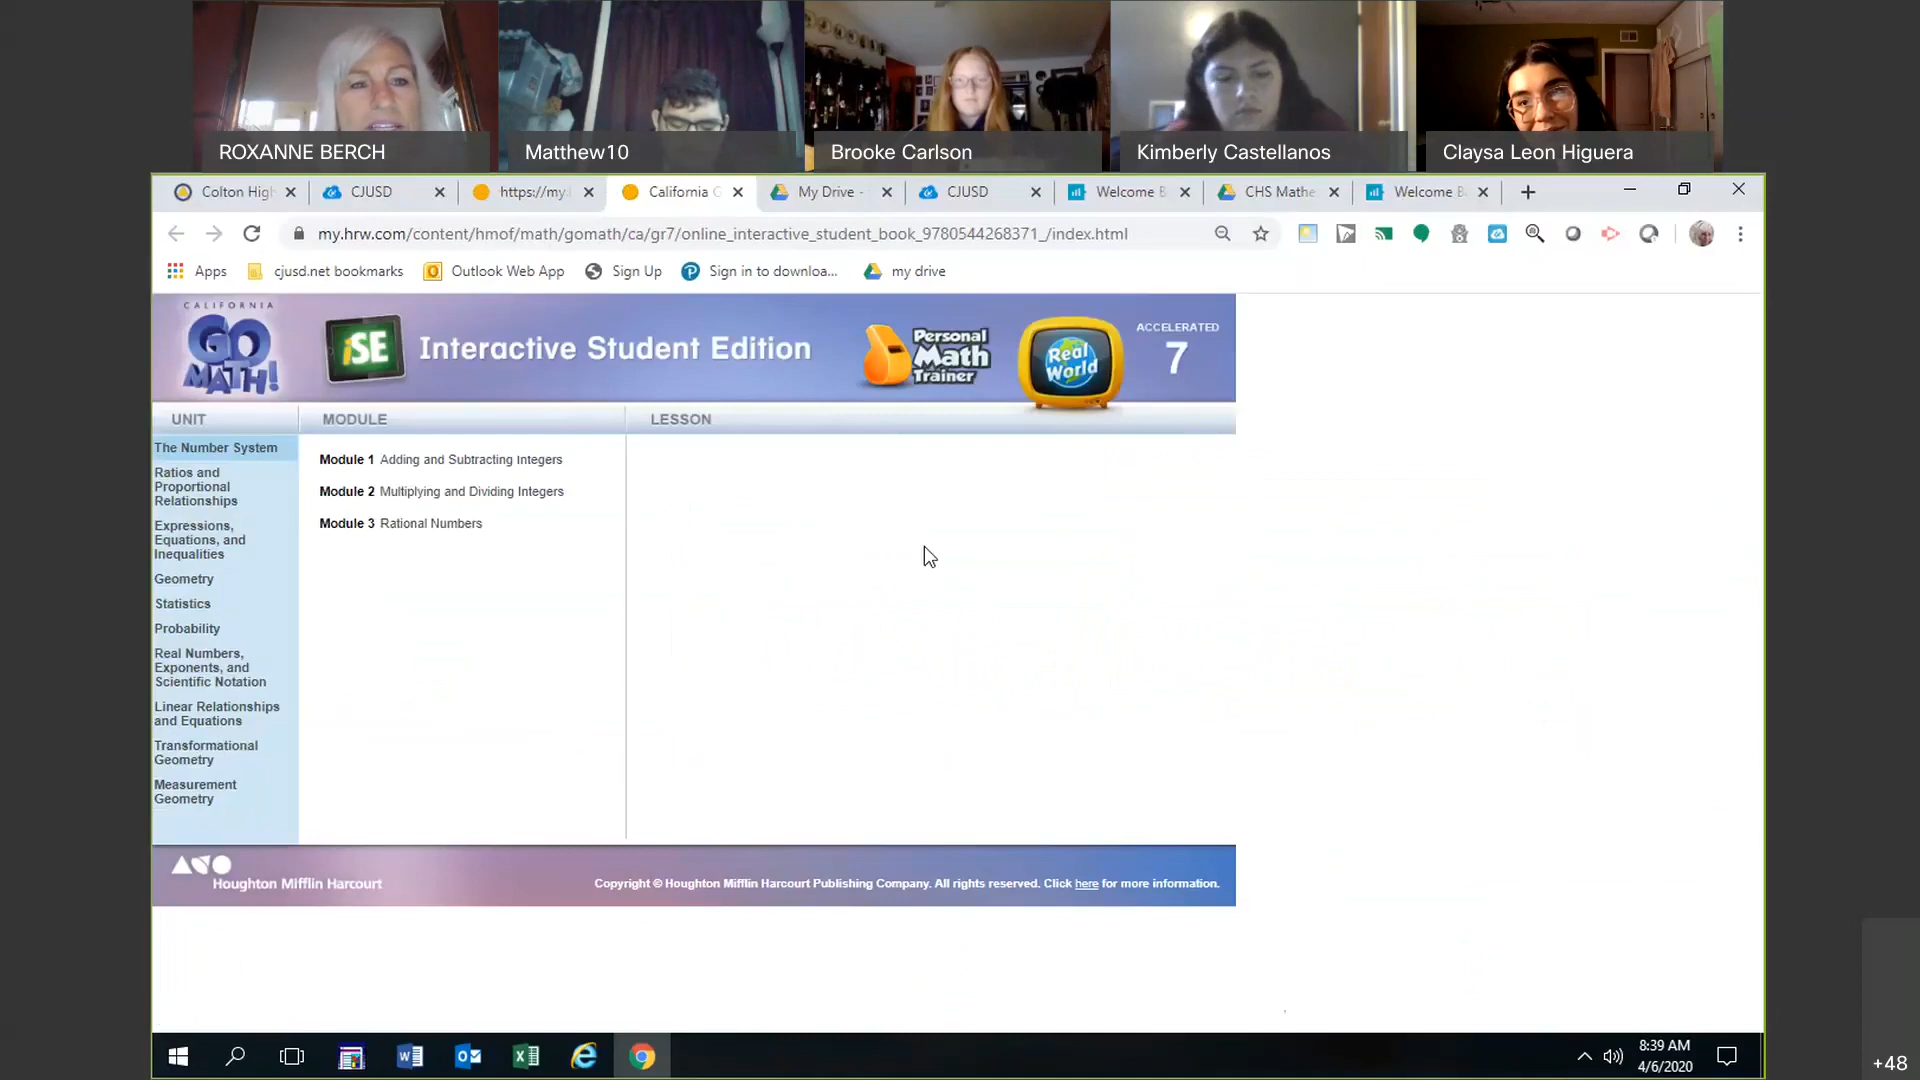 ROXANNE BERCH
Matthew10
Brooke Carlson
Kimberly Castellanos
Claysa Leon Higuera
Colton High
CJUSD
https://my.
California G
My Drive -
CJUSD
Welcome B
CHS Mathe
Welcome B
my.hrw.com/content/hmof/math/gomath/ca/gr7/online_interactive_student_book_9780544268371_/index.html
Apps
cjusd.net bookmarks
Outlook Web App
Sign Up
Sign in to downloa...
my drive
CALIFORNIA
GO
MATH!
iSE
Interactive Student Edition
Personal
Math
Trainer
Real
World
ACCELERATED
7
UNIT
MODULE
LESSON
The Number System
Ratios and
Proportional
Relationships
Expressions,
Equations, and
Inequalities
Geometry
Statistics
Probability
Real Numbers,
Exponents, and
Scientific Notation
Linear Relationships
and Equations
Transformational
Geometry
Measurement
Geometry
Module 1 Adding and Subtracting Integers
Module 2 Multiplying and Dividing Integers
Module 3 Rational Numbers
Houghton Mifflin Harcourt
Copyright © Houghton Mifflin Harcourt Publishing Company. All rights reserved. Click here for more information.
8:39 AM
4/6/2020
+48